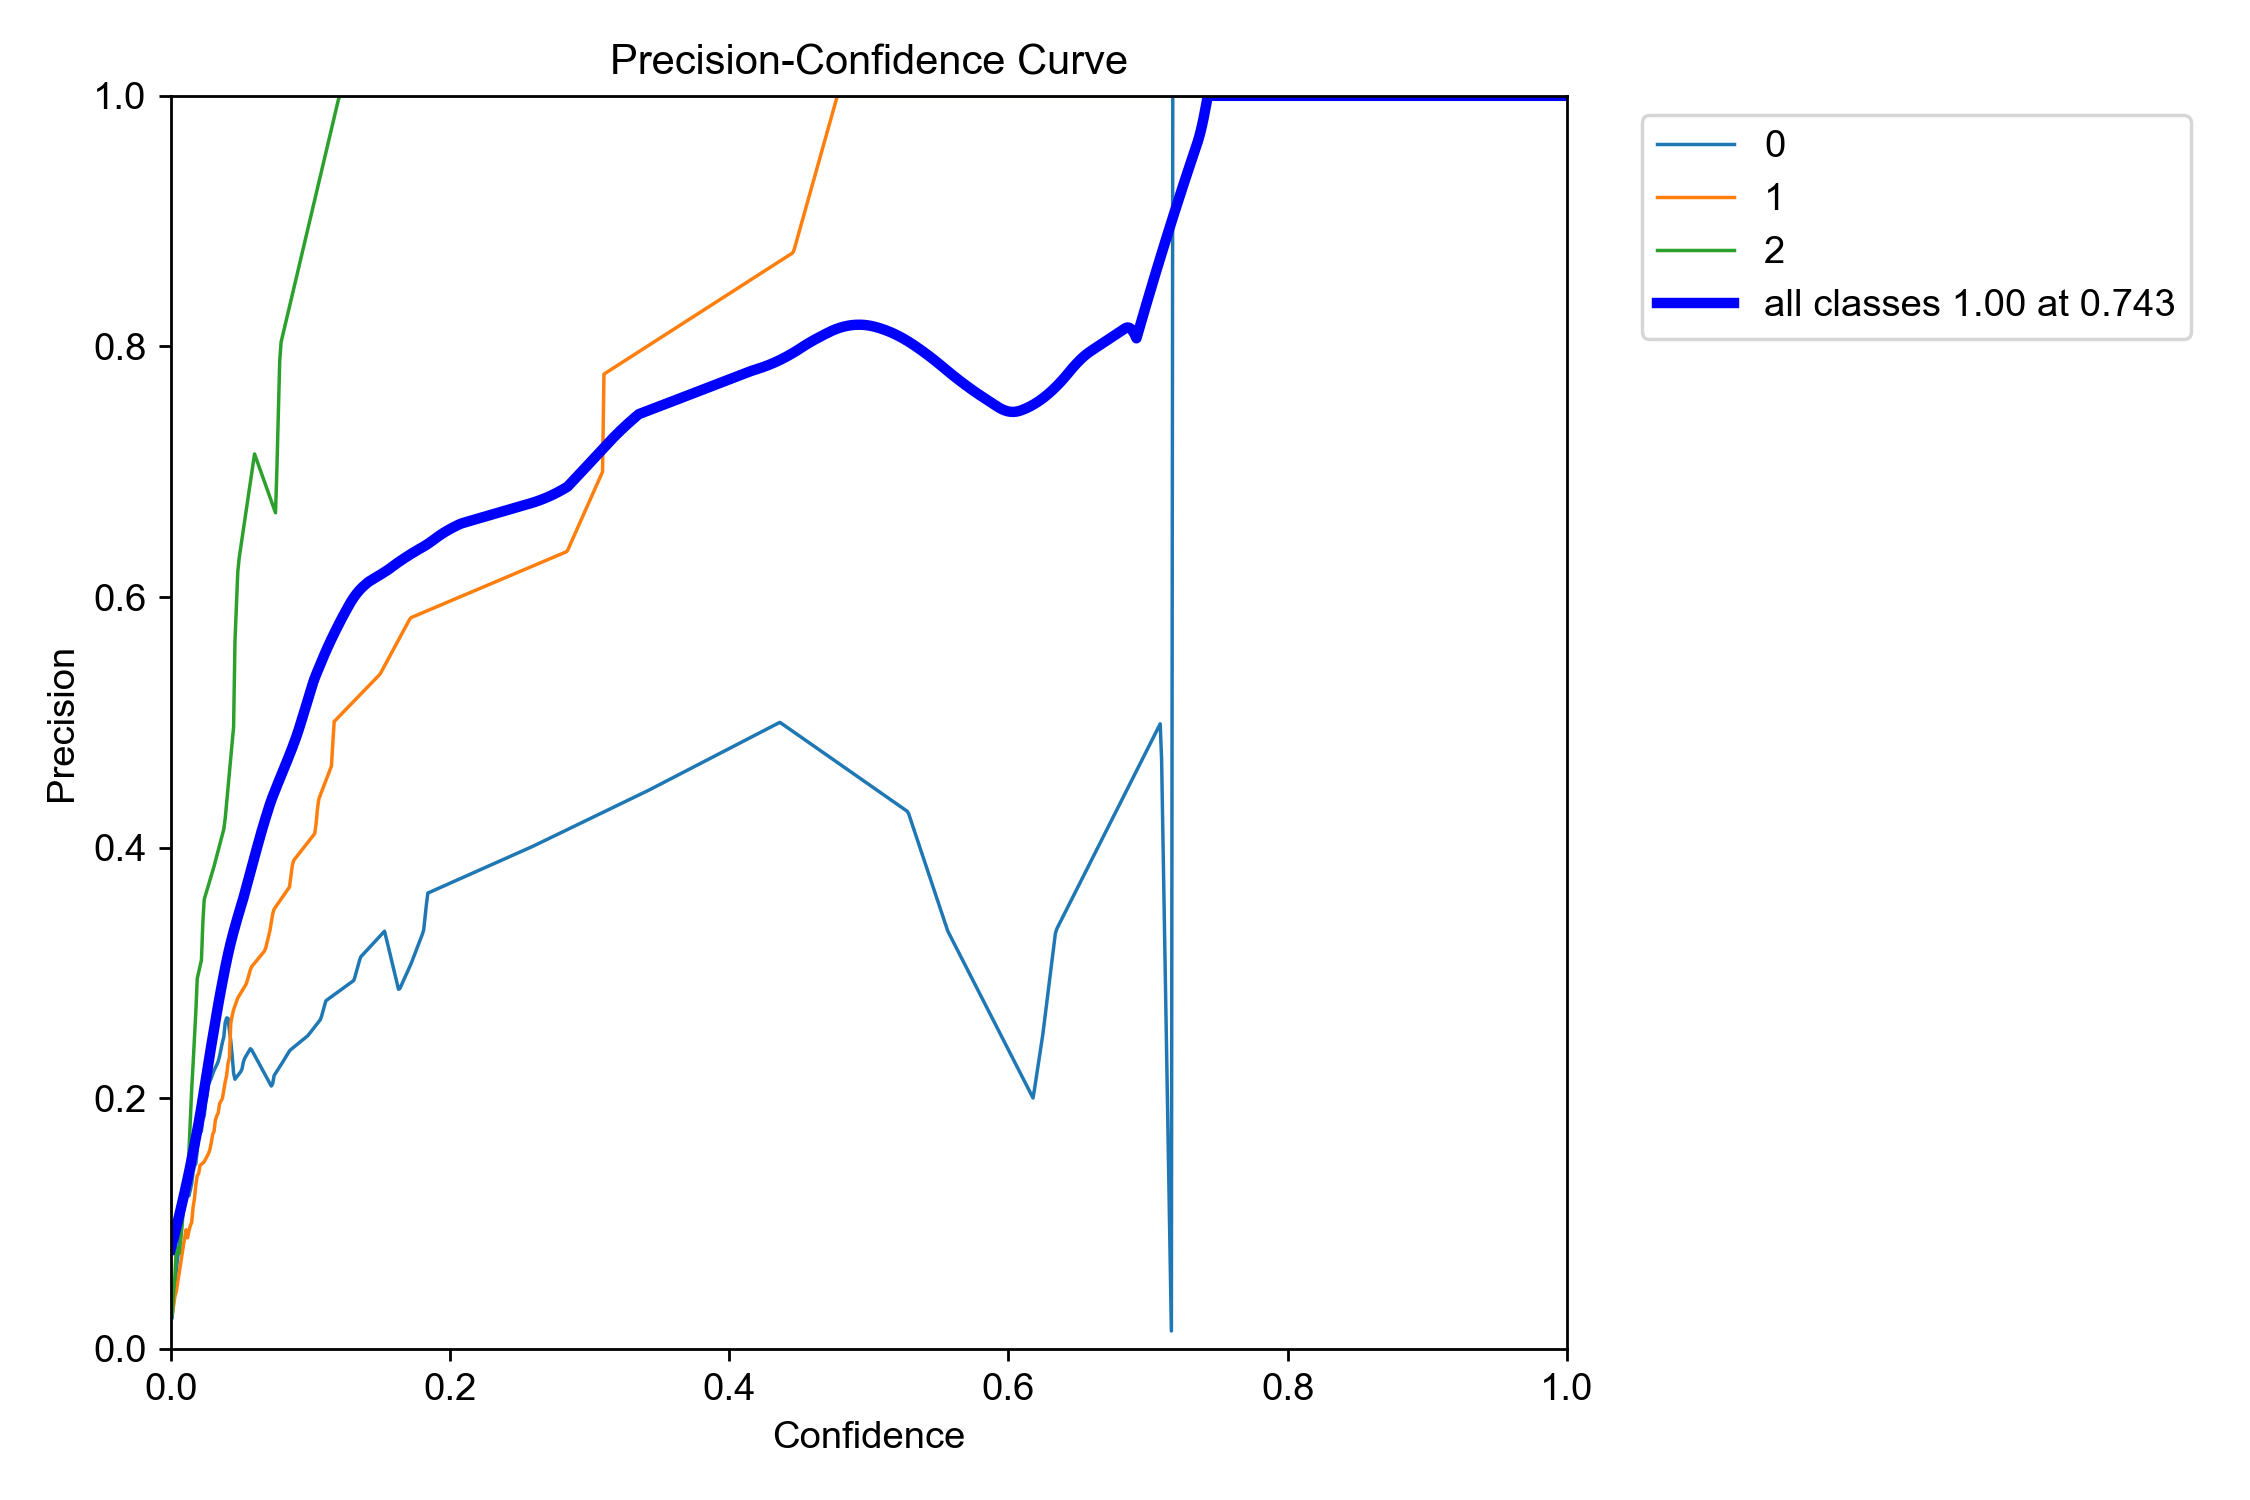 Precision-Confidence Curve
1.0
0.8
0.6
0.4
0.2
0.0
Precision
0.0 0.2 0.4 0.6 0.8 1.0
Confidence
0
1
2
all classes 1.00 at 0.743